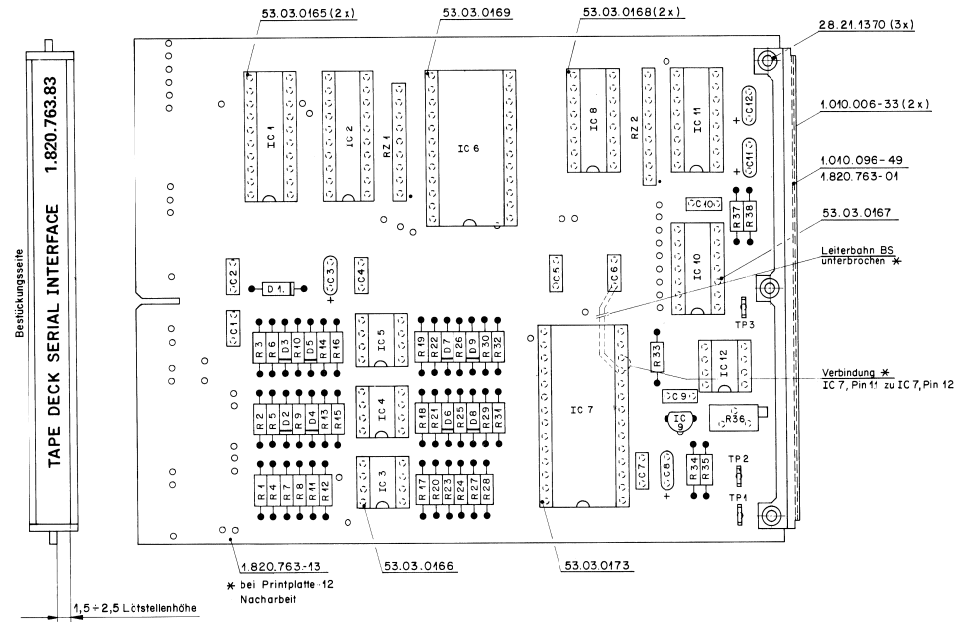 53.03.0165(2x)
53.03.0169
53.03.0168(2x)
28.21.1370 (3x)
1.010.006-33(2x)
1.010.096-49
1.820.763-01
53.03.0167
Leiterbahn BS
unterbrochen *
Verbindung *
IC 7, Pin 11 zu IC 7, Pin 12
Bestückungsseite
TAPE DECK SERIAL INTERFACE 1.820.763.83
IC 1
IC 2
RZ 1
IC 6
IC 8
RZ 2
IC 11
C12
+
C11
+
C10
R37
R38
IC 10
TP3
C2
D1
C3
+
C4
C5
C6
C1
R3
R6
D3
R10
D5
R14
R16
IC 5
R19
R22
D7
R26
D9
R30
R32
R33
IC 12
R2
R5
D2
R9
D4
R13
R15
IC 4
R18
R21
D6
R25
D8
R29
R31
IC 7
C9
IC 9
R36
R1
R4
R7
R8
R11
R12
IC 3
R17
R20
R23
R24
R27
R28
C7
C8
+
R34
R35
TP2
TP1
1.820.763-13
* bei Printplatte -12
Nacharbeit
53.03.0166
53.03.0173
1,5÷2,5 Lötstellenhöhe